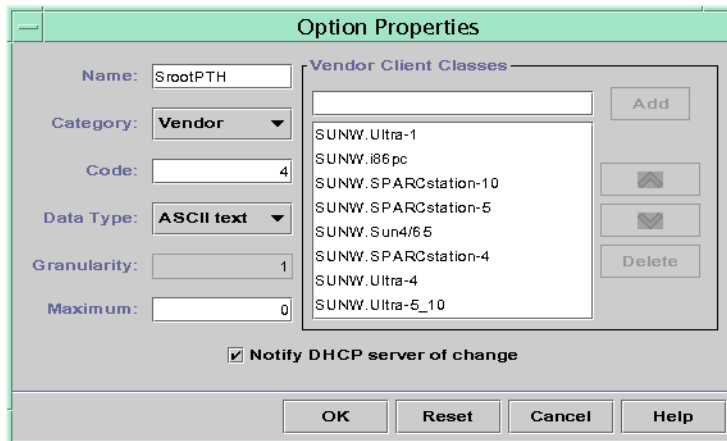 Option Properties
Name: SrootPTH
Category: Vendor
Code: 4
Data Type: ASCII text
Granularity: 1
Maximum: 0
Vendor Client Classes
Add
SUNW.Ultra-1
SUNW.i86pc
SUNW.SPARCstation-10
SUNW.SPARCstation-5
SUNW.Sun4/65
SUNW.SPARCstation-4
SUNW.Ultra-4
SUNW.Ultra-5_10
Delete
Notify DHCP server of change
OK Reset Cancel Help